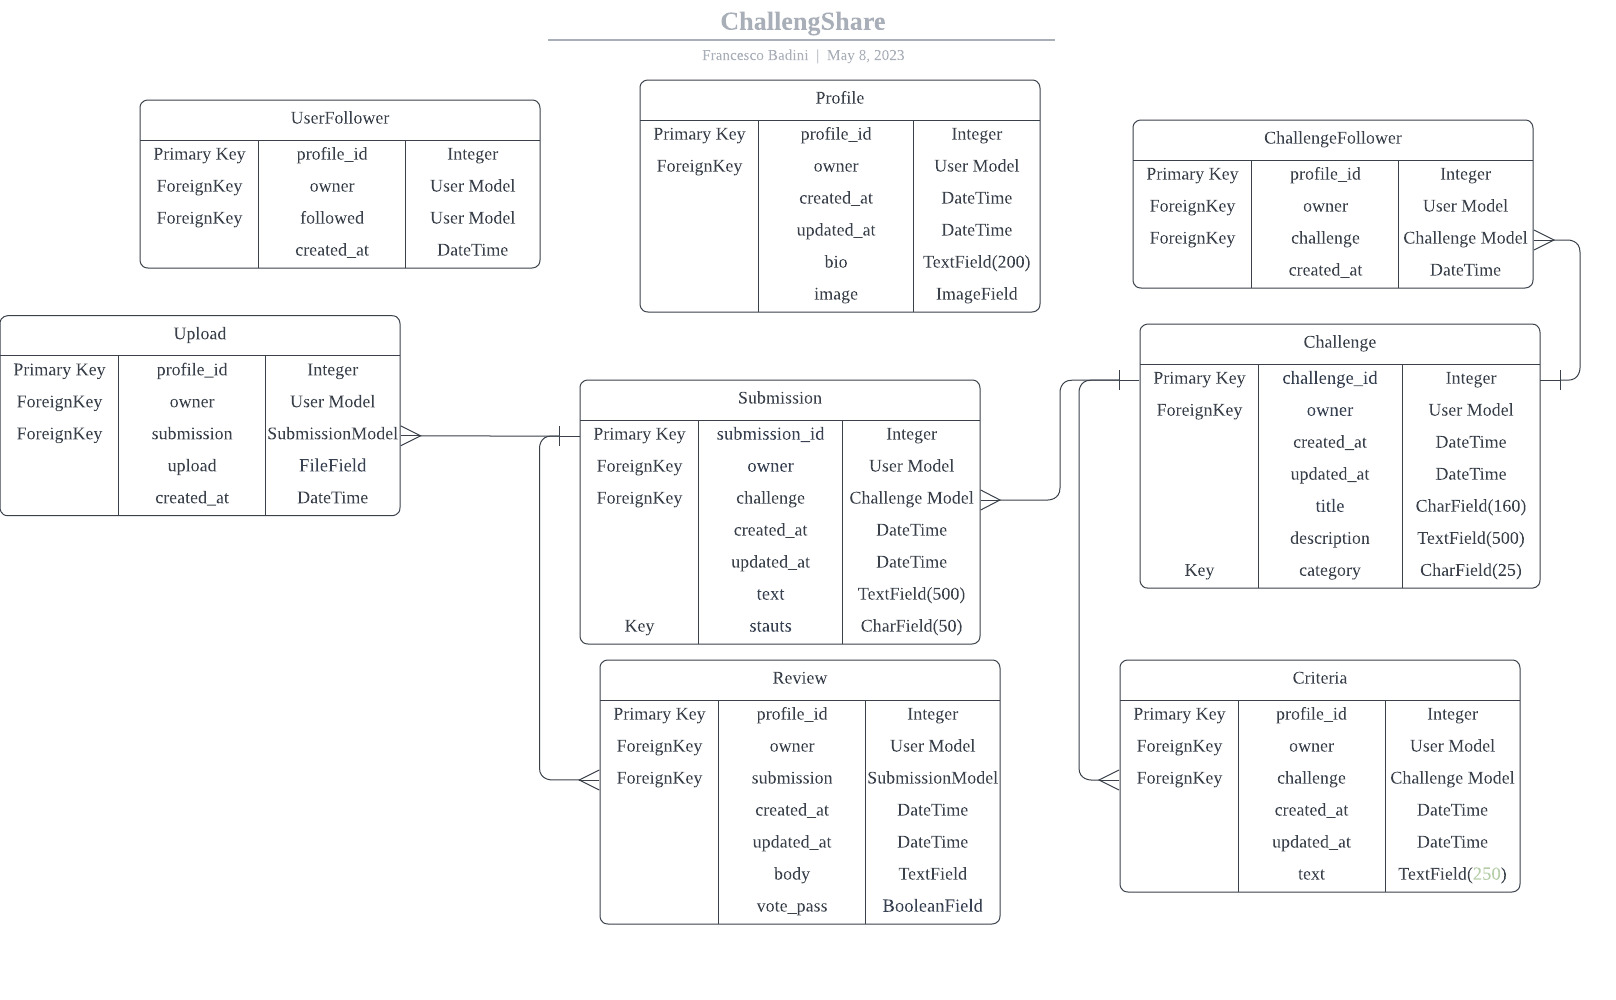 ChallengShare
Francesco Badini | May 8, 2023
UserFollower
Primary Key profile_id Integer
ForeignKey owner User Model
ForeignKey followed User Model
created_at DateTime
Profile
Primary Key profile_id Integer
ForeignKey owner User Model
created_at DateTime
updated_at DateTime
bio TextField(200)
image ImageField
ChallengeFollower
Primary Key profile_id Integer
ForeignKey owner User Model
ForeignKey challenge Challenge Model
created_at DateTime
Upload
Primary Key profile_id Integer
ForeignKey owner User Model
ForeignKey submission SubmissionModel
upload FileField
created_at DateTime
Submission
Primary Key submission_id Integer
ForeignKey owner User Model
ForeignKey challenge Challenge Model
created_at DateTime
updated_at DateTime
text TextField(500)
Key stauts CharField(50)
Challenge
Primary Key challenge_id Integer
ForeignKey owner User Model
created_at DateTime
updated_at DateTime
title CharField(160)
description TextField(500)
Key category CharField(25)
Review
Primary Key profile_id Integer
ForeignKey owner User Model
ForeignKey submission SubmissionModel
created_at DateTime
updated_at DateTime
body TextField
vote_pass BooleanField
Criteria
Primary Key profile_id Integer
ForeignKey owner User Model
ForeignKey challenge Challenge Model
created_at DateTime
updated_at DateTime
text TextField(250)